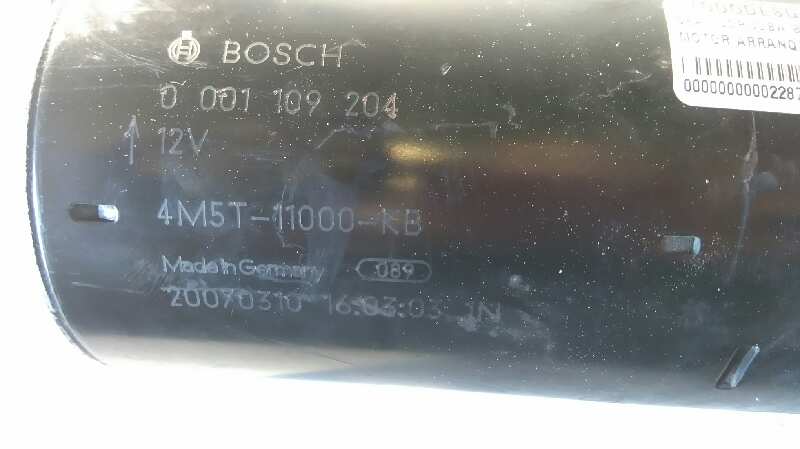 BOSCH
0 001 109 204
12V
4M5T-11000-KB
Made in Germany 089
20070310 16:03:03 IN
MOTOR ARRANQ
00000000002287